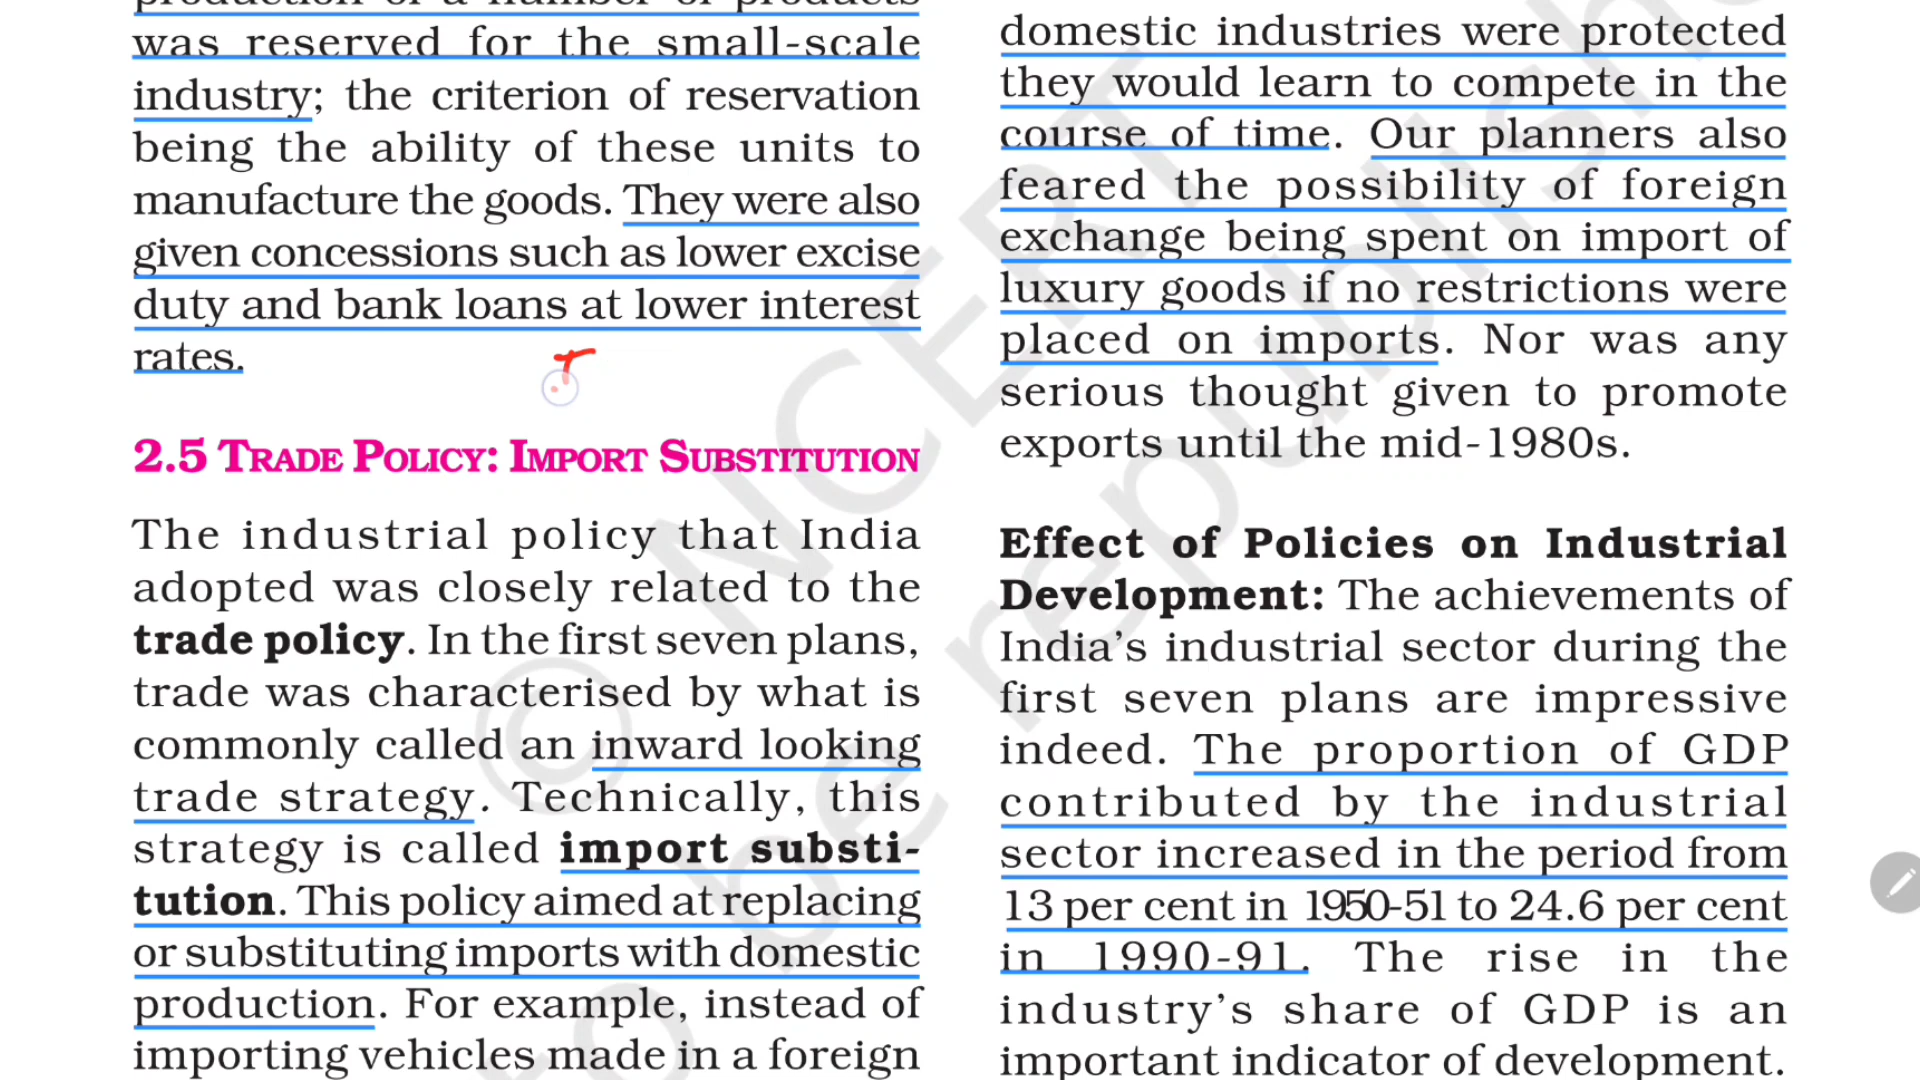 was reserved for the small-scale
industry; the criterion of reservation
being the ability of these units to
manufacture the goods. They were also
given concessions such as lower excise
duty and bank loans at lower interest
rates.
2.5 TRADE POLICY: IMPORT SUBSTITUTION
The industrial policy that India
adopted was closely related to the
trade policy. In the first seven plans,
trade was characterised by what is
commonly called an inward looking
trade strategy. Technically, this
strategy is called import substi-
tution. This policy aimed at replacing
or substituting imports with domestic
production. For example, instead of
importing vehicles made in a foreign
domestic industries were protected
they would learn to compete in the
course of time. Our planners also
feared the possibility of foreign
exchange being spent on import of
luxury goods if no restrictions were
placed on imports. Nor was any
serious thought given to promote
exports until the mid-1980s.
Effect of Policies on Industrial
Development: The achievements of
India's industrial sector during the
first seven plans are impressive
indeed. The proportion of GDP
contributed by the industrial
sector increased in the period from
13 per cent in 1950-51 to 24.6 per cent
in 1990-91. The rise in the
industry's share of GDP is an
important indicator of development.
© NCERT
be republish